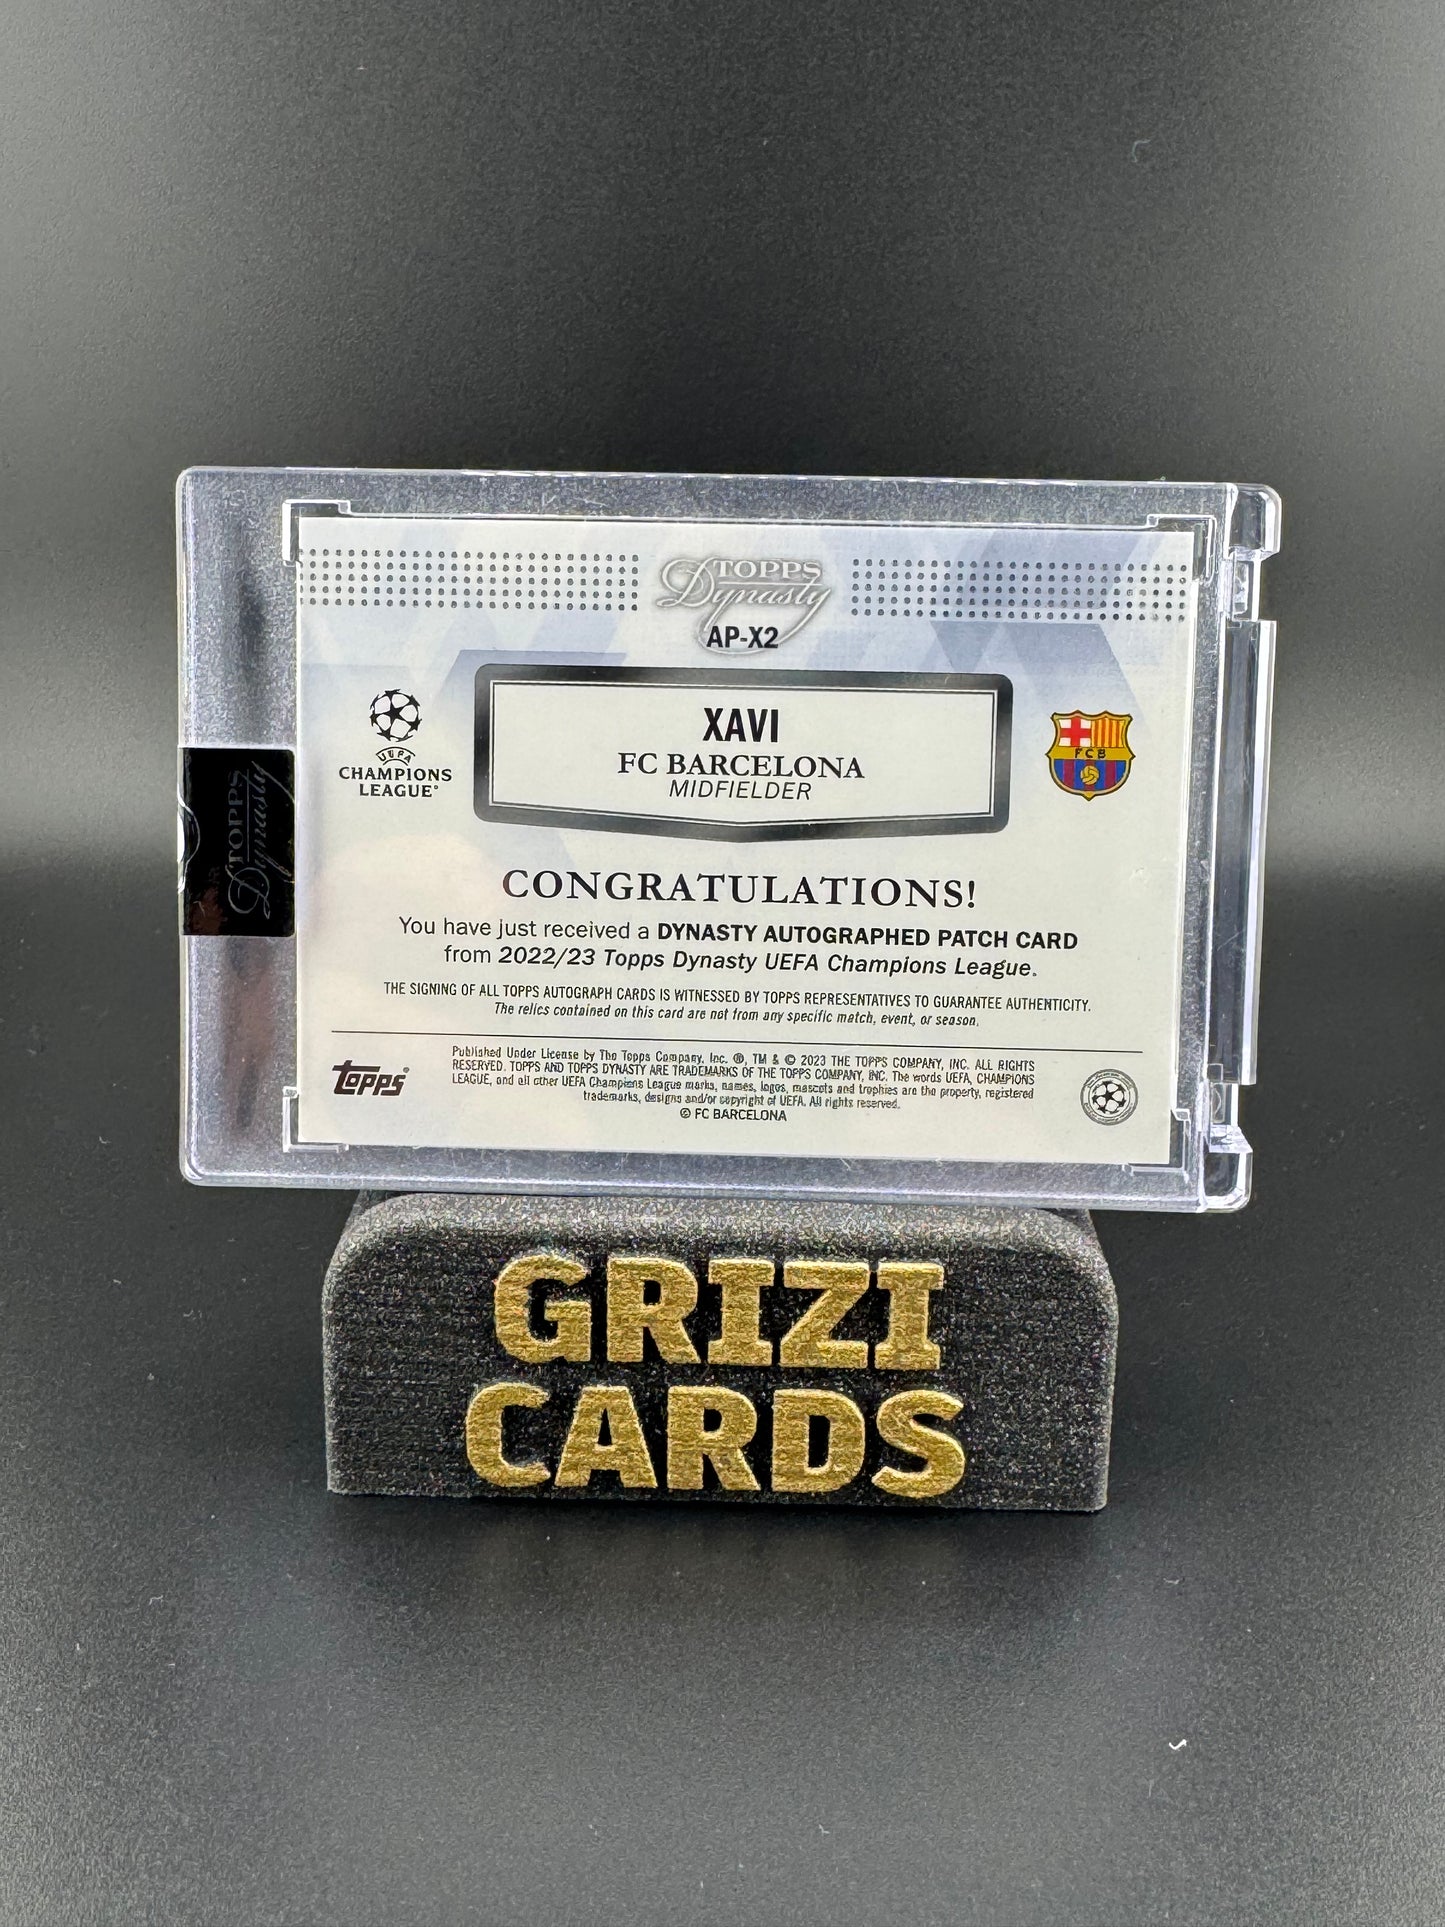 TOPPS
Dynasty
AP-X2
XAVI
FC BARCELONA
MIDFIELDER
UEFA
CHAMPIONS
LEAGUE®
FCB
TOPPS
Dynasty
CONGRATULATIONS!
You have just received a DYNASTY AUTOGRAPHED PATCH CARD
from 2022/23 Topps Dynasty UEFA Champions League.
THE SIGNING OF ALL TOPPS AUTOGRAPH CARDS IS WITNESSED BY TOPPS REPRESENTATIVES TO GUARANTEE AUTHENTICITY.
The relics contained on this card are not from any specific match, event, or season.
topps®
Published Under License by The Topps Company, Inc. ®, TM & © 2023 THE TOPPS COMPANY, INC. ALL RIGHTS
RESERVED. TOPPS AND TOPPS DYNASTY ARE TRADEMARKS OF THE TOPPS COMPANY, INC. The words UEFA, CHAMPIONS
LEAGUE, and all other UEFA Champions League marks, names, logos, mascots and trophies are the property, registered
trademarks, designs and/or copyright of UEFA. All rights reserved.
© FC BARCELONA
GRIZI
CARDS